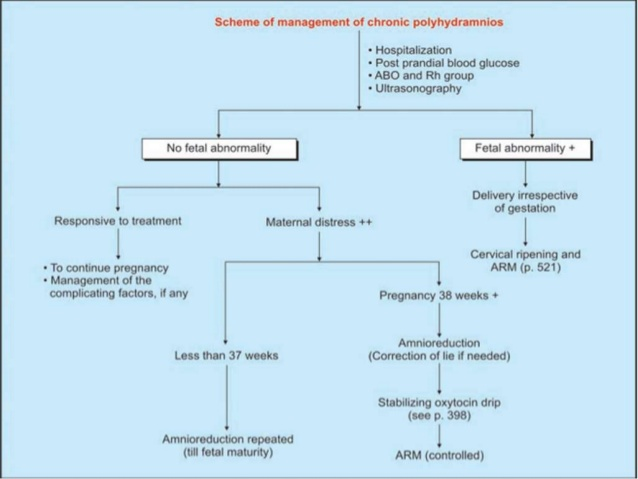 Scheme of management of chronic polyhydramnios
• Hospitalization
• Post prandial blood glucose
• ABO and Rh group
• Ultrasonography
No fetal abnormality
Fetal abnormality +
Responsive to treatment
Maternal distress ++
Delivery irrespective
of gestation
• To continue pregnancy
• Management of the
complicating factors, if any
Cervical ripening and
ARM (p. 521)
Less than 37 weeks
Pregnancy 38 weeks +
Amnioreduction
(Correction of lie if needed)
Stabilizing oxytocin drip
(see p. 398)
Amnioreduction repeated
(till fetal maturity)
ARM (controlled)